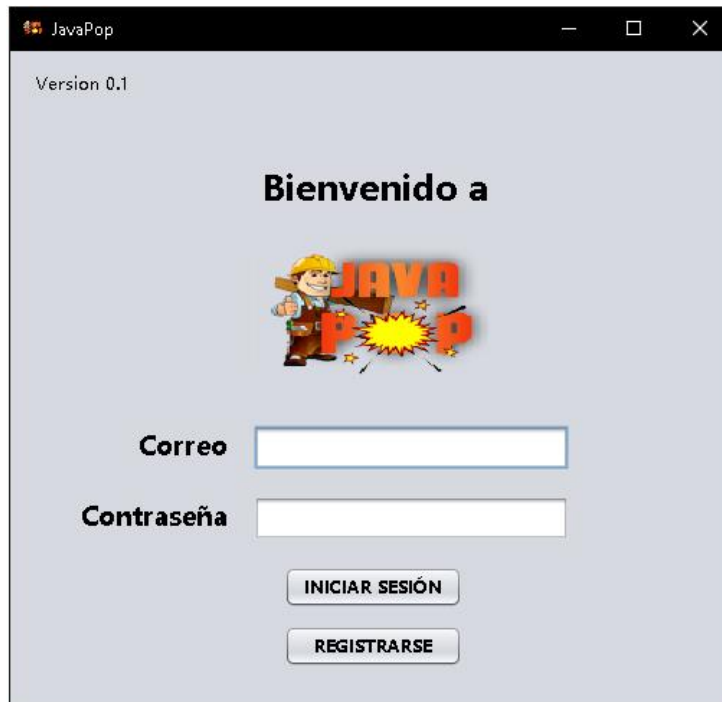 JavaPop
Version 0.1
Bienvenido a
JAVA
POP
Correo
Contraseña
INICIAR SESIÓN
REGISTRARSE